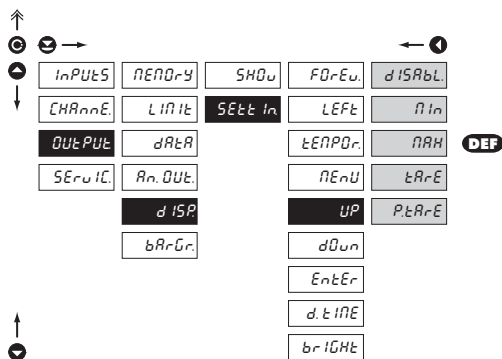 InPUtS MEMOrY SHOW FOrEv. dISAbL.
CHAnnE. LIMIt SEtt In LEFt MIn
OUtPUt dAtA tEMPOr. MAX DEF
SErvIC. An. OUt. MEnU tArE
dISP. UP P.tArE
bArGr. dOwn
EntEr
d.tIME
brIGHt